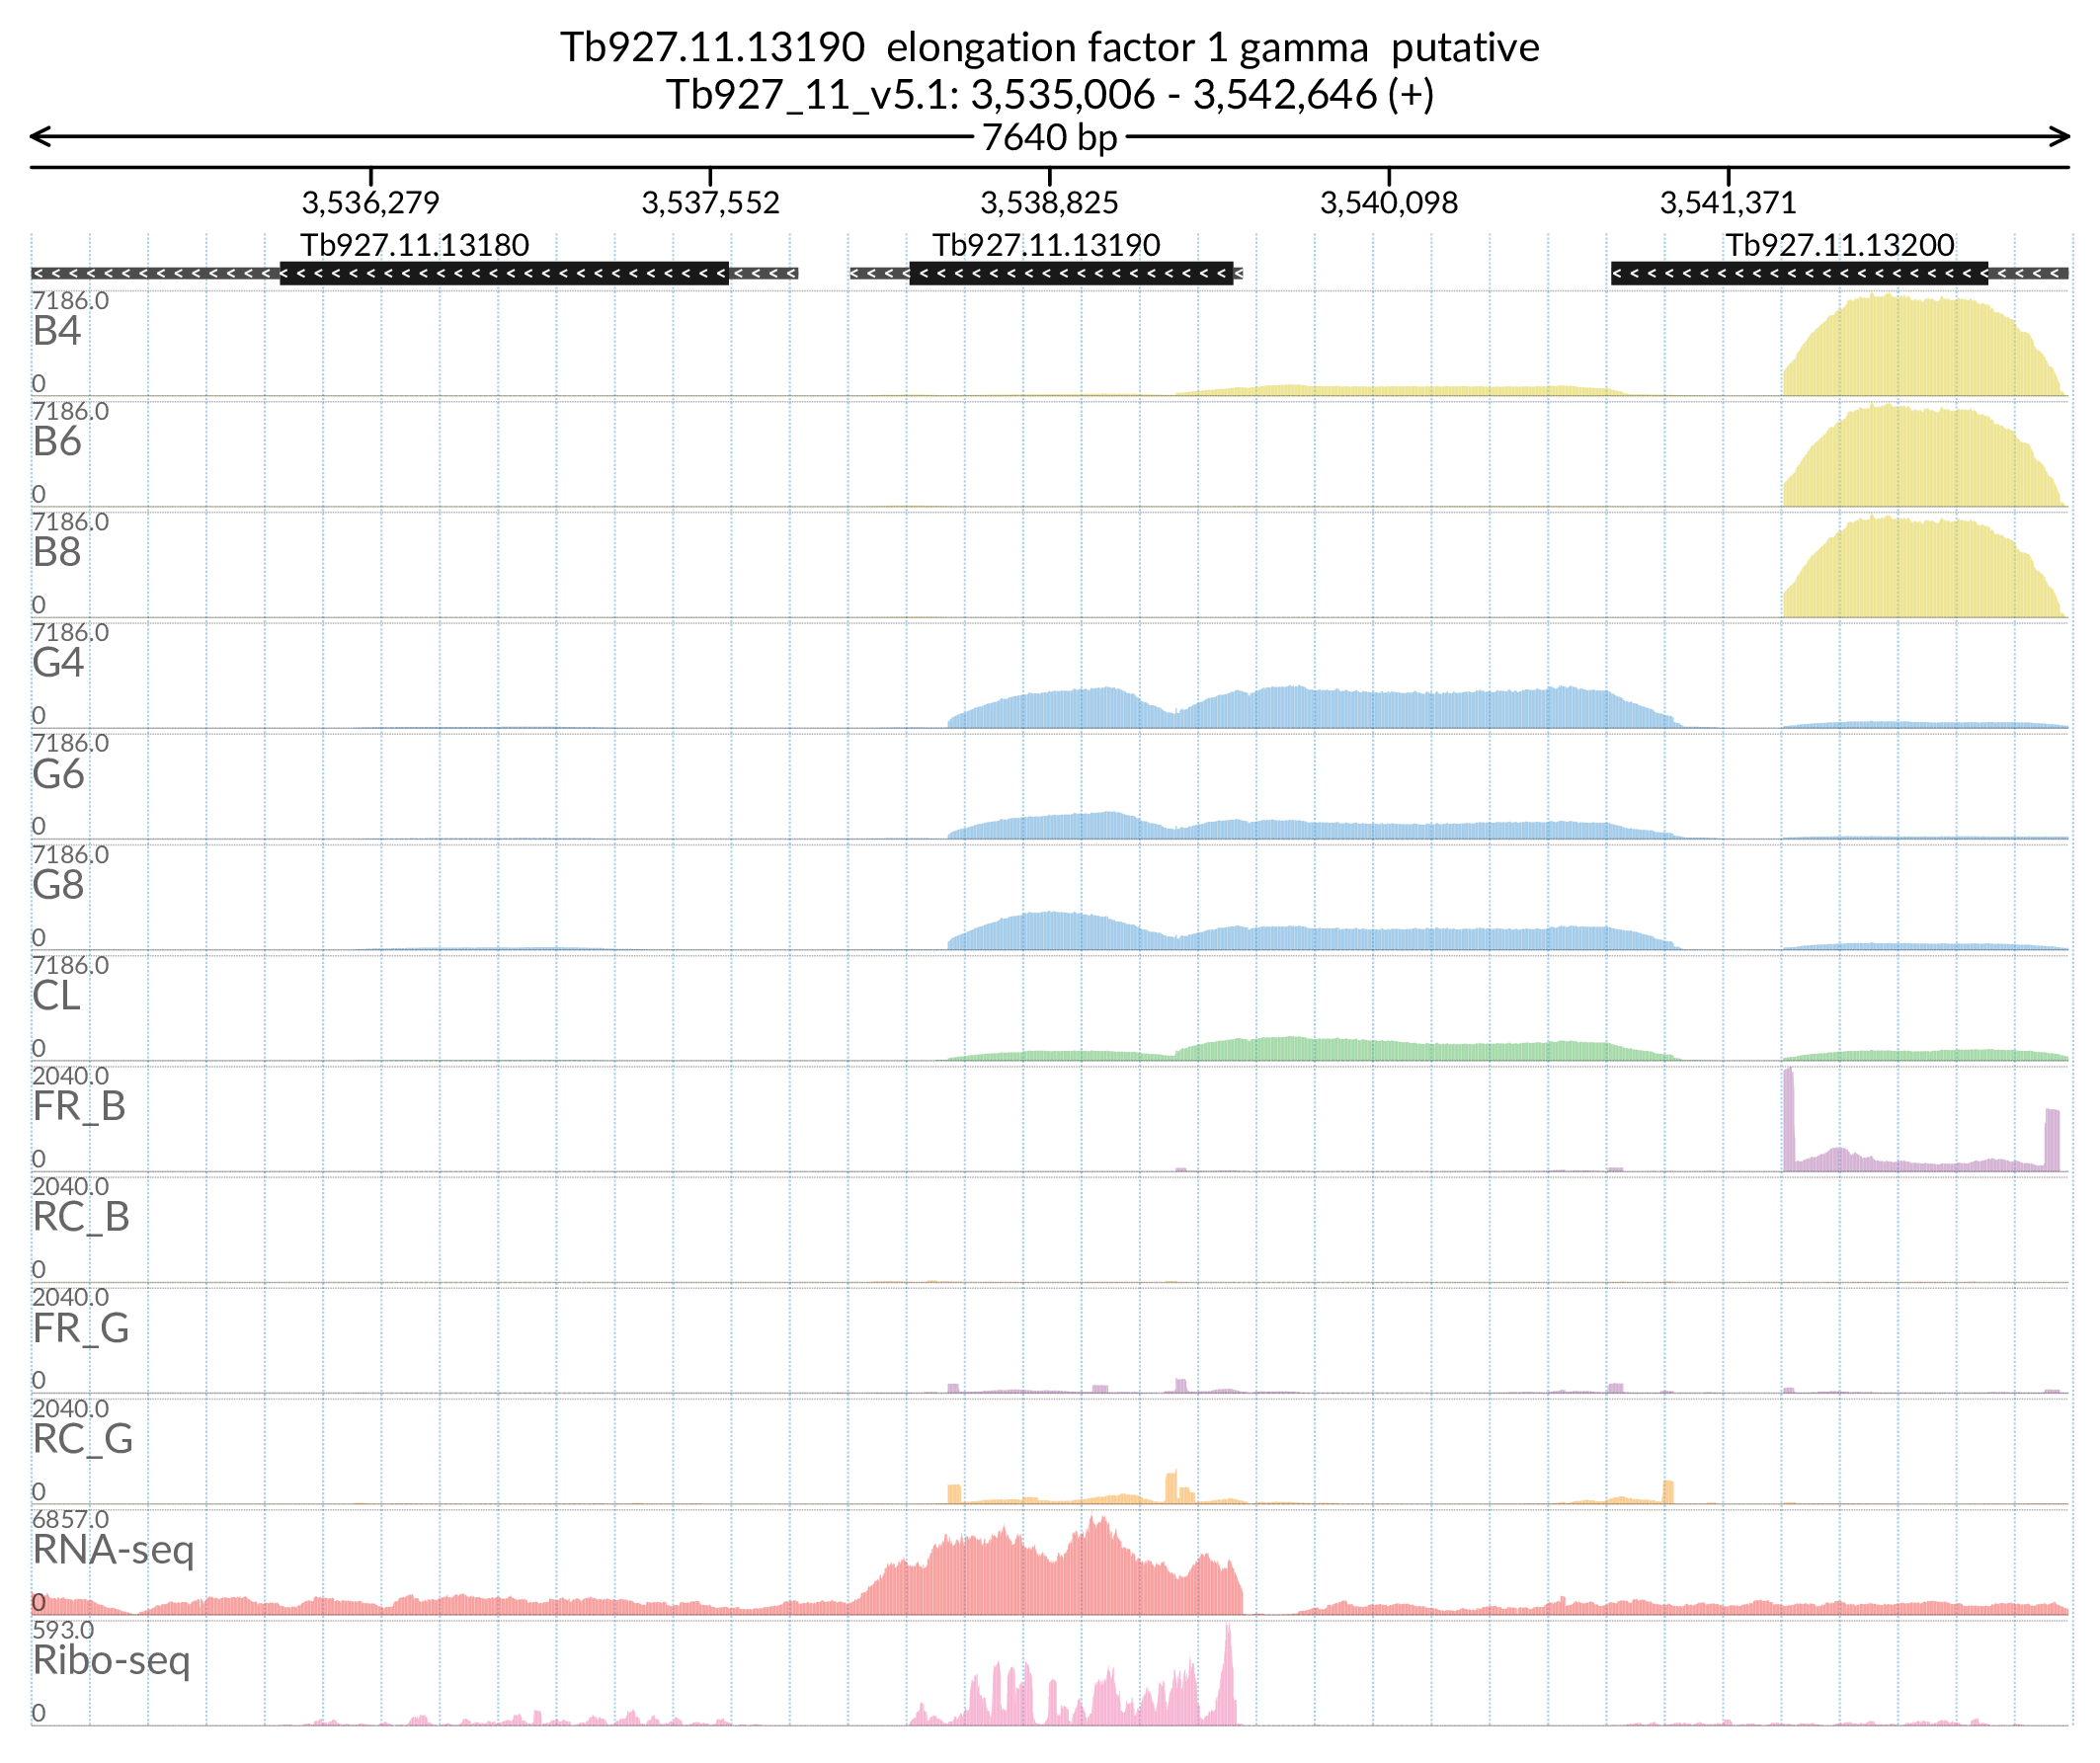 Tb927.11.13190  elongation factor 1 gamma  putative
Tb927_11_v5.1: 3,535,006 - 3,542,646 (+)
7640 bp
3,536,279 3,537,552 3,538,825 3,540,098 3,541,371
Tb927.11.13180 Tb927.11.13190 Tb927.11.13200
7186.0
B4
0
7186.0
B6
0
7186.0
B8
0
7186.0
G4
0
7186.0
G6
0
7186.0
G8
0
7186.0
CL
0
2040.0
FR_B
0
2040.0
RC_B
0
2040.0
FR_G
0
2040.0
RC_G
0
6857.0
RNA-seq
0
593.0
Ribo-seq
0